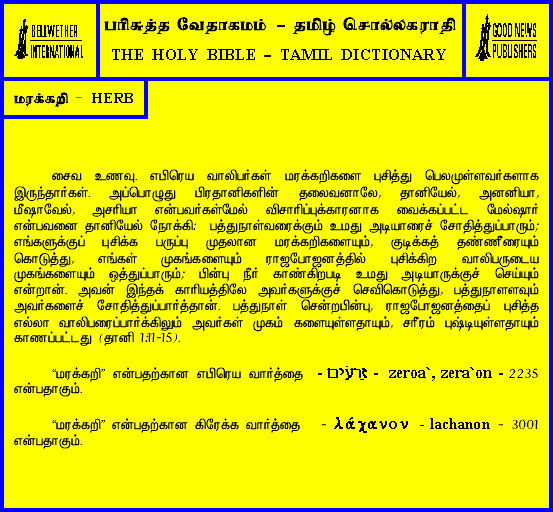 BELLWETHER
INTERNATIONAL
பரிசுத்த வேதாகமம் - தமிழ் சொல்லகராதி
THE HOLY BIBLE - TAMIL DICTIONARY
GOOD NEWS
PUBLISHERS
மரக்கறி - HERB
சைவ உணவு. எபிரெய வாலிபர்கள் மரக்கறிகளை புசித்து பெலமுள்ளவர்களாக
இருந்தார்கள். அப்பொழுது பிரதானிகளின் தலைவனாலே, தானியேல், அனனியா,
மீஷாவேல், அசரியா என்பவர்கள்மேல் விசாரிப்புக்காரனாக வைக்கப்பட்ட மேல்ஷார்
என்பவனை தானியேல் நோக்கி: பத்துநாள்வரைக்கும் உமது அடியாரைச் சோதித்துப்பாரும்;
எங்களுக்குப் புசிக்க பருப்பு முதலான மரக்கறிகளையும், குடிக்கத் தண்ணீரையும்
கொடுத்து, எங்கள் முகங்களையும் ராஜபோஜனத்தில் புசிக்கிற வாலிபருடைய
முகங்களையும் ஒத்துப்பாரும்; பின்பு நீர் காண்கிறபடி உமது அடியாருக்குச் செய்யும்
என்றான். அவன் இந்தக் காரியத்திலே அவர்களுக்குச் செவிகொடுத்து, பத்துநாளளவும்
அவர்களைச் சோதித்துப்பார்த்தான். பத்துநாள் சென்றபின்பு, ராஜபோஜனத்தைப் புசித்த
எல்லா வாலிபரைப்பார்க்கிலும் அவர்கள் முகம் களையுள்ளதாயும், சரீரம் புஷ்டியுள்ளதாயும்
காணப்பட்டது (தானி 1:11-15).
“மரக்கறி” என்பதற்கான எபிரெய வார்த்தை - - zeroa`, zera`on - 2235
என்பதாகும்.
“மரக்கறி” என்பதற்கான கிரேக்க வார்த்தை - λάχανον - lachanon - 3001
என்பதாகும்.